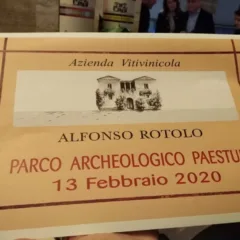 Azienda Vitivinicola
ALFONSO ROTOLO
PARCO ARCHEOLOGICO PAESTU
13 Febbraio 2020